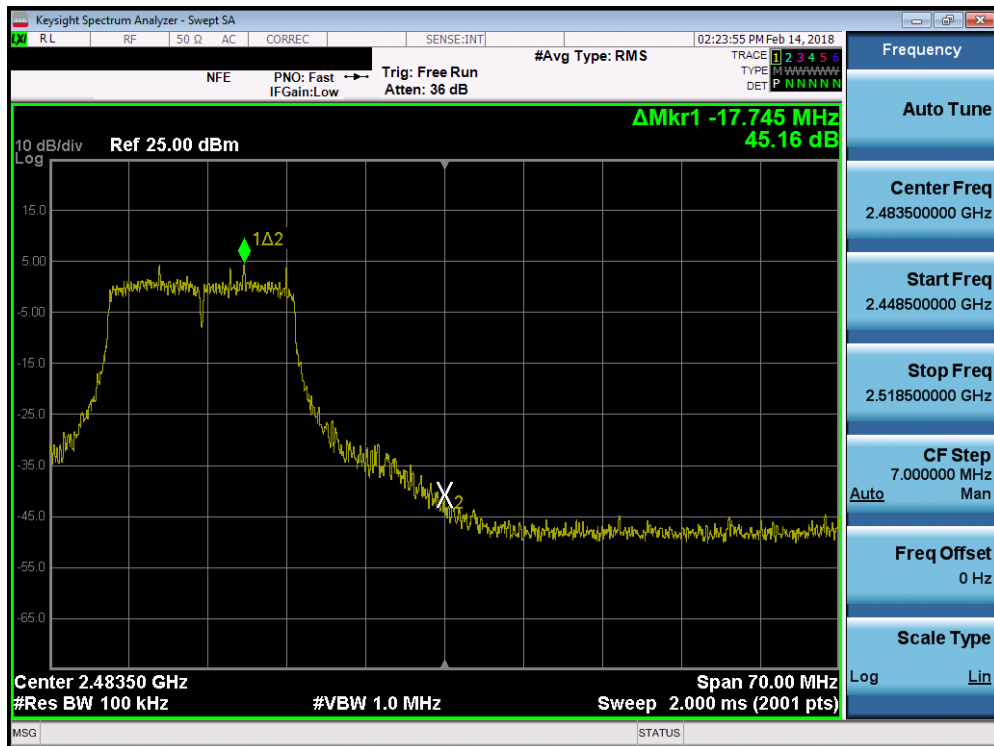 Keysight Spectrum Analyzer - Swept SA
LXI RL RF 50 Ω AC CORREC SENSE:INT 02:23:55 PM Feb 14, 2018
#Avg Type: RMS TRACE 1 2 3 4 5 6
NFE PNO: Fast Trig: Free Run TYPE M W W W W W
IFGain:Low Atten: 36 dB DET P N N N N N
ΔMkr1 -17.745 MHz
45.16 dB
10 dB/div Ref 25.00 dBm
Log
15.0
1Δ2
5.00
-5.00
-15.0
-25.0
-35.0
X2
-45.0
-55.0
-65.0
Center 2.48350 GHz Span 70.00 MHz
#Res BW 100 kHz #VBW 1.0 MHz Sweep 2.000 ms (2001 pts)
MSG STATUS
Frequency
Auto Tune
Center Freq
2.483500000 GHz
Start Freq
2.448500000 GHz
Stop Freq
2.518500000 GHz
CF Step
7.000000 MHz
Auto Man
Freq Offset
0 Hz
Scale Type
Log Lin